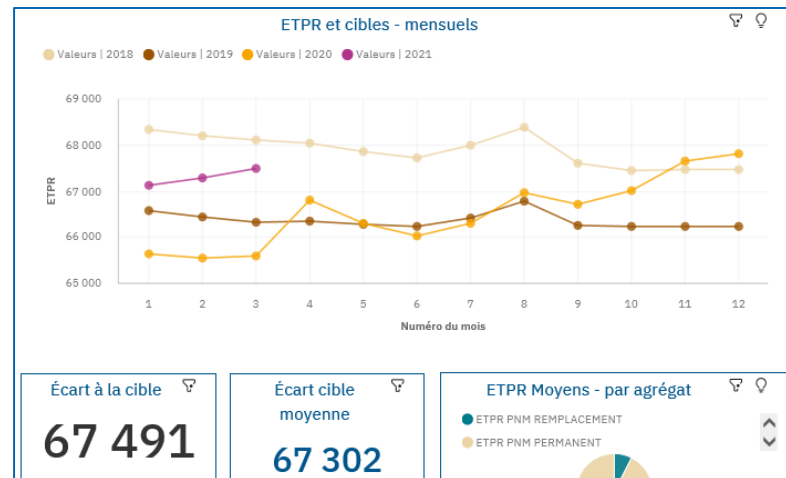 ETPR et cibles - mensuels
Valeurs | 2018 Valeurs | 2019 Valeurs | 2020 Valeurs | 2021
69 000
68 000
67 000
66 000
65 000
ETPR
1 2 3 4 5 6 7 8 9 10 11 12
Numéro du mois
Écart à la cible
67 491
Écart cible
moyenne
67 302
ETPR Moyens - par agrégat
ETPR PNM REMPLACEMENT
ETPR PNM PERMANENT